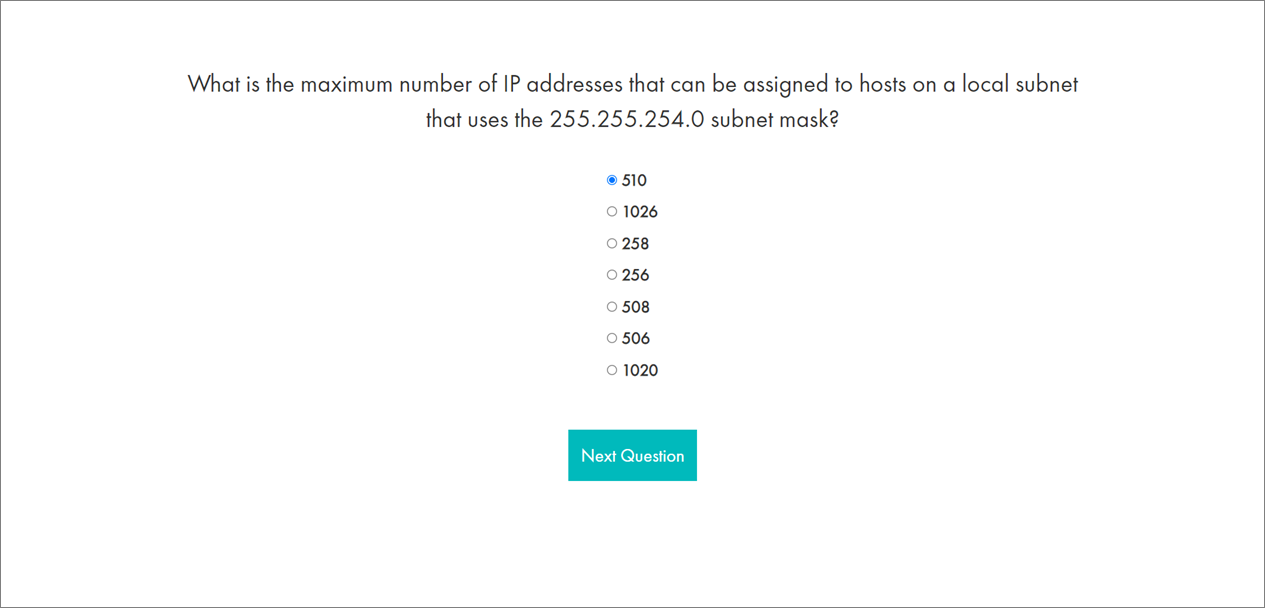 What is the maximum number of IP addresses that can be assigned to hosts on a local subnet
that uses the 255.255.254.0 subnet mask?
510
1026
258
256
508
506
1020
Next Question